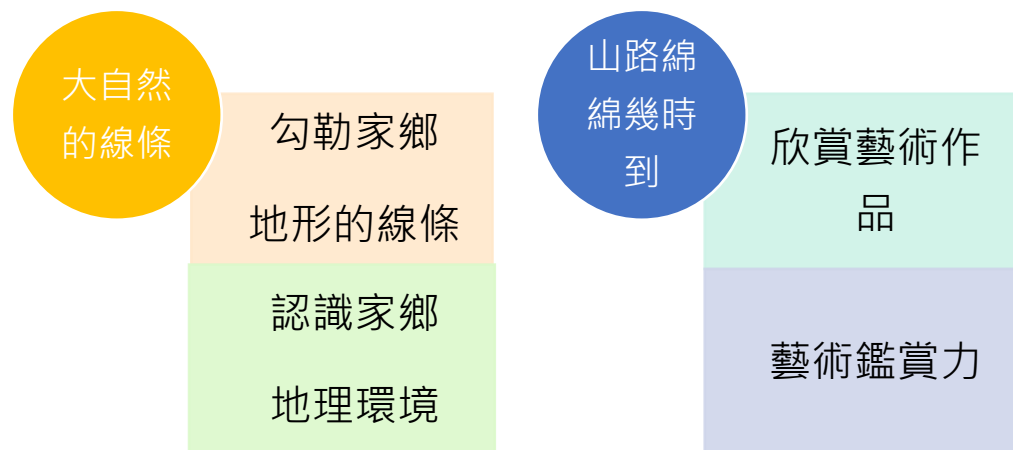 大自然
的線條
勾勒家鄉
地形的線條
認識家鄉
地理環境
山路綿
綿幾時
到
欣賞藝術作
品
藝術鑑賞力